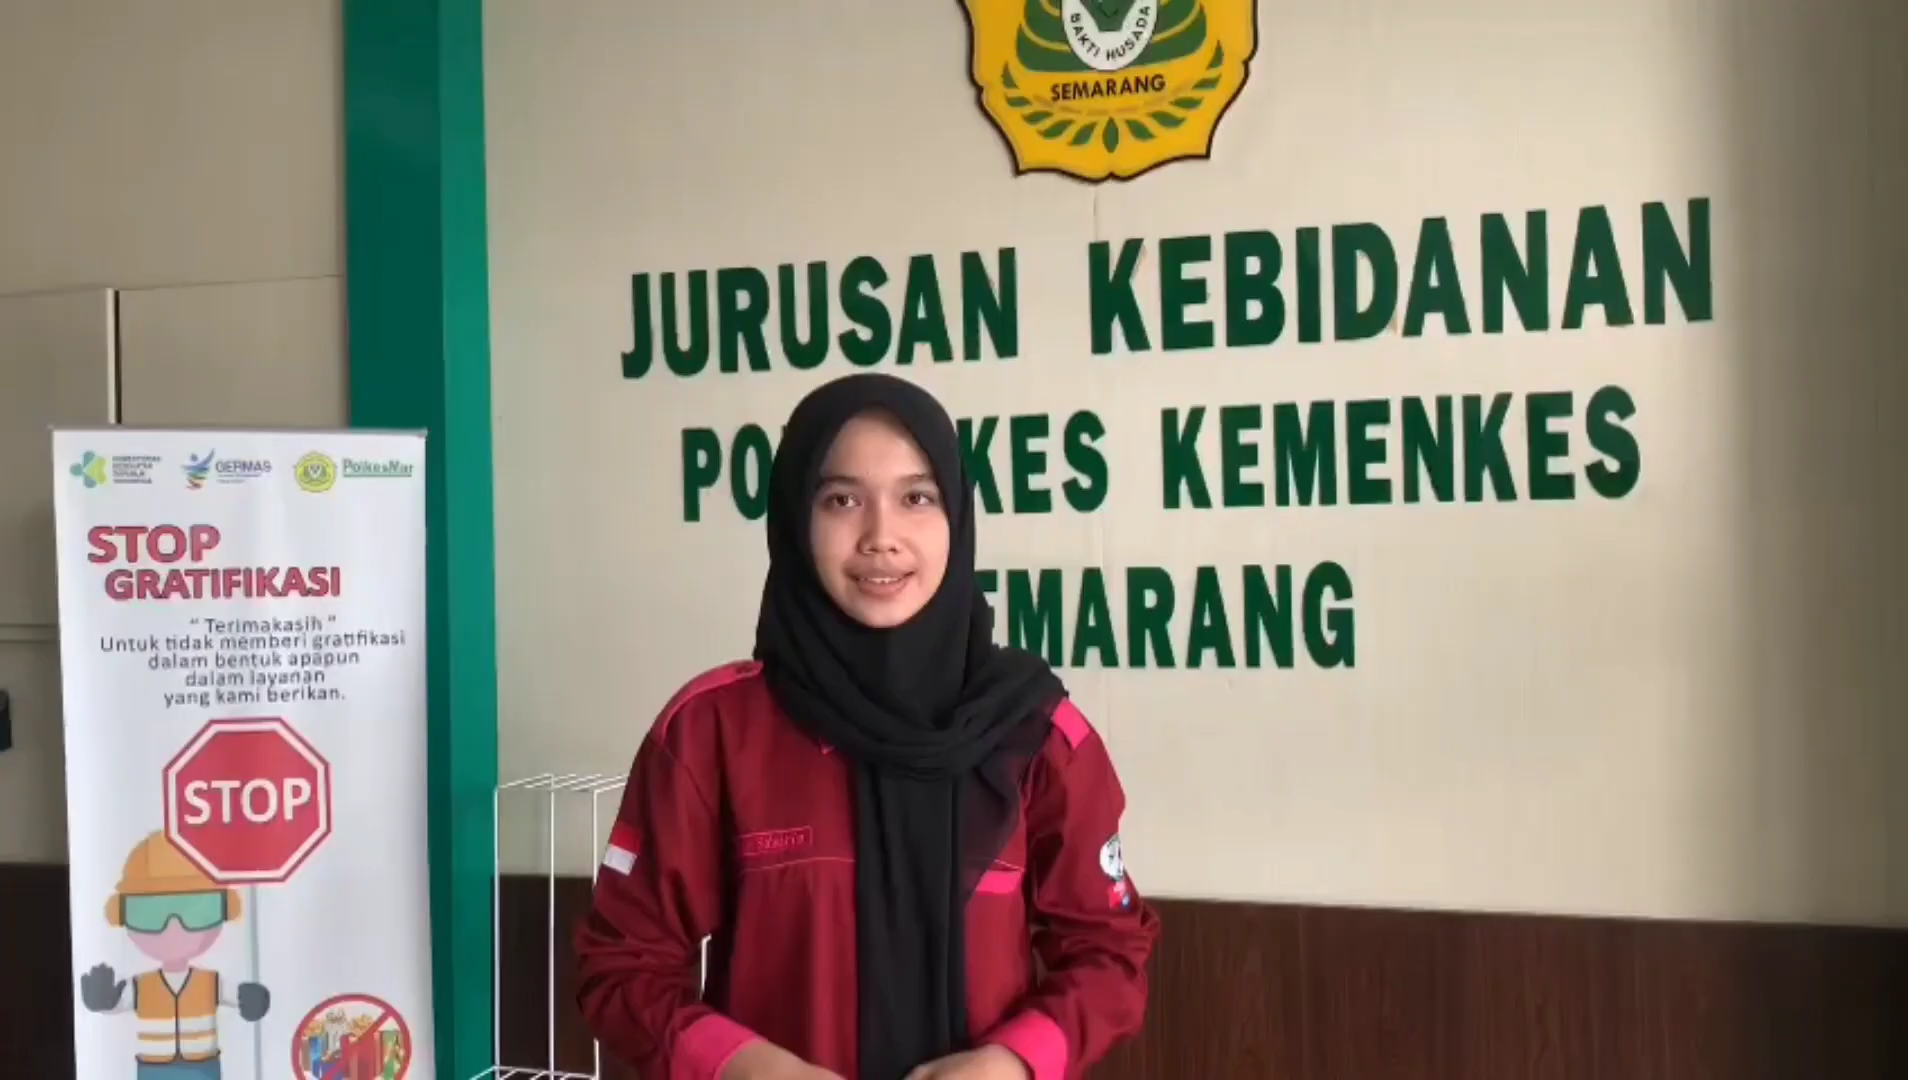 BAKTI HUSADA
SEMARANG
JURUSAN KEBIDANAN
PO KES KEMENKES
EMARANG
GERMAS
PolkesMar
STOP
GRATIFIKASI
“ Terimakasih ”
Untuk tidak memberi gratifikasi
dalam bentuk apapun
dalam layanan
yang kami berikan.
STOP